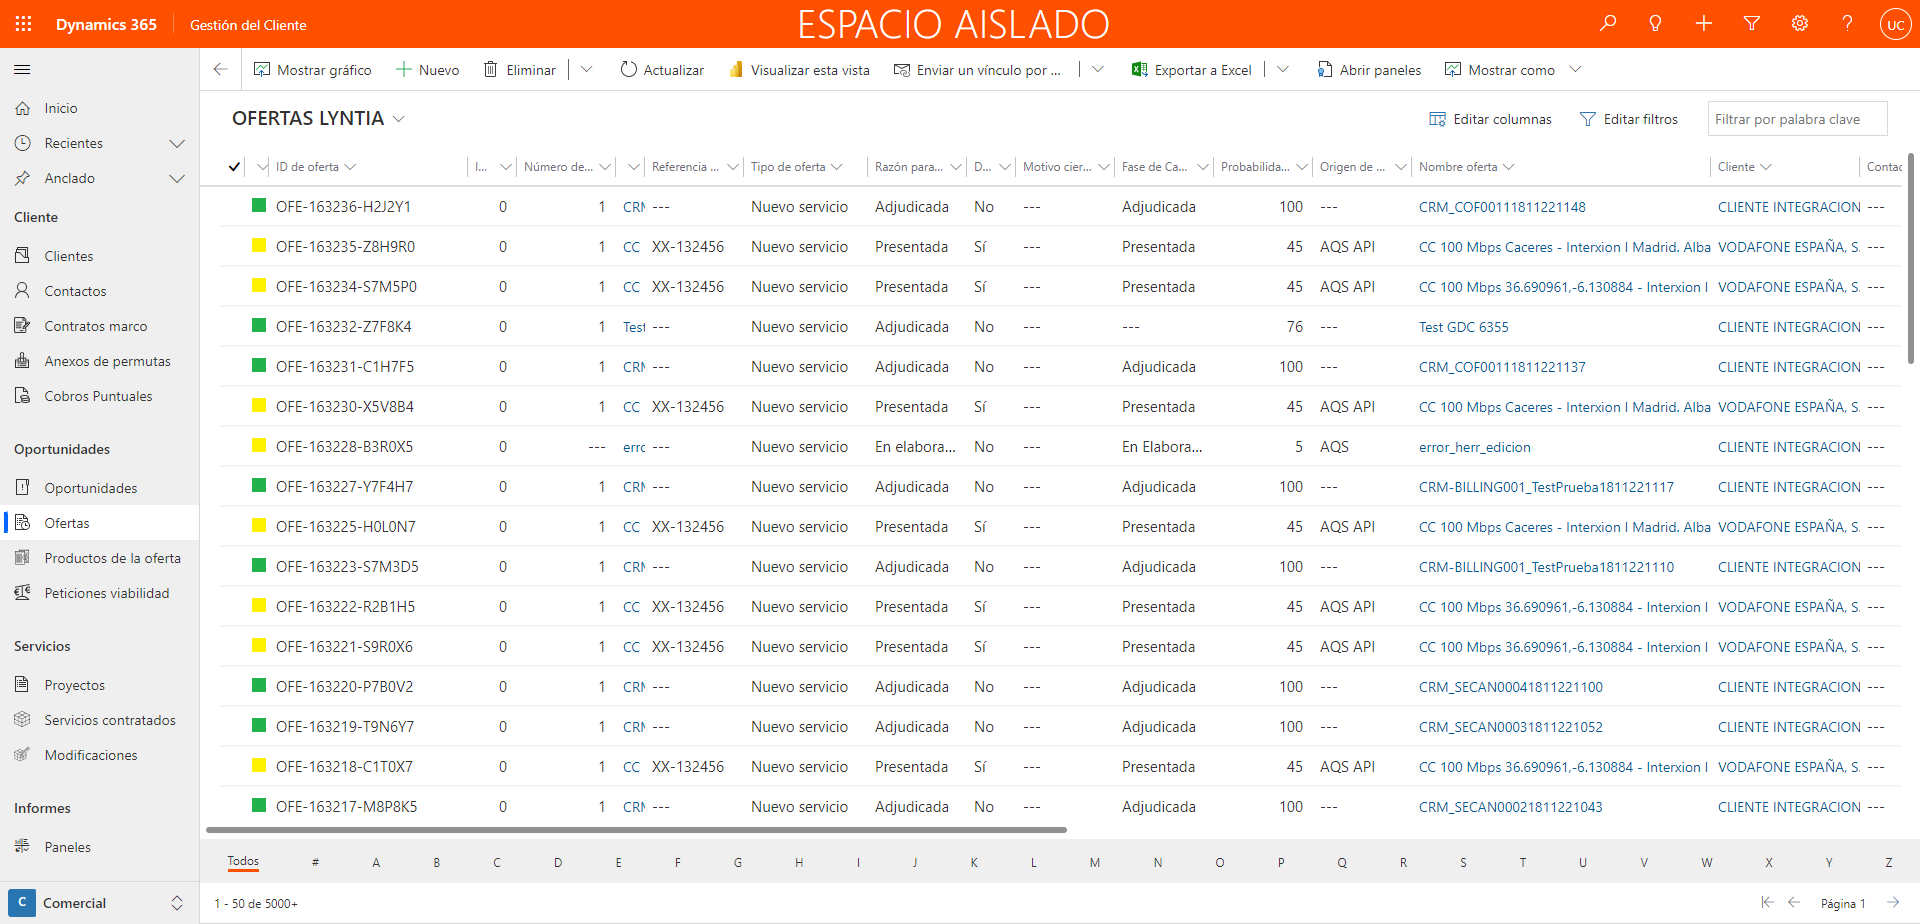 Dynamics 365 Gestión del Cliente ESPACIO AISLADO UC
Mostrar gráfico Nuevo Eliminar Actualizar Visualizar esta vista Enviar un vínculo por ... Exportar a Excel Abrir paneles Mostrar como
Inicio
Recientes
Anclado
Cliente
Clientes
Contactos
Contratos marco
Anexos de permutas
Cobros Puntuales
Oportunidades
Oportunidades
Ofertas
Productos de la oferta
Peticiones viabilidad
Servicios
Proyectos
Servicios contratados
Modificaciones
Informes
Paneles
C Comercial
OFERTAS LYNTIA Editar columnas Editar filtros Filtrar por palabra clave
ID de oferta I... Número de... Referencia ... Tipo de oferta Razón para... D... Motivo cier... Fase de Ca... Probabilida... Origen de ... Nombre oferta Cliente Contac
OFE-163236-H2J2Y1 0 1 CRM --- Nuevo servicio Adjudicada No --- Adjudicada 100 --- CRM_COF00111811221148 CLIENTE INTEGRACION ---
OFE-163235-Z8H9R0 0 1 CC XX-132456 Nuevo servicio Presentada Sí --- Presentada 45 AQS API CC 100 Mbps Caceres - Interxion I Madrid. Alba VODAFONE ESPAÑA, S. ---
OFE-163234-S7M5P0 0 1 CC XX-132456 Nuevo servicio Presentada Sí --- Presentada 45 AQS API CC 100 Mbps 36.690961,-6.130884 - Interxion I VODAFONE ESPAÑA, S. ---
OFE-163232-Z7F8K4 0 1 Test --- Nuevo servicio Adjudicada No --- --- 76 --- Test GDC 6355 CLIENTE INTEGRACION ---
OFE-163231-C1H7F5 0 1 CRM --- Nuevo servicio Adjudicada No --- Adjudicada 100 --- CRM_COF00111811221137 CLIENTE INTEGRACION ---
OFE-163230-X5V8B4 0 1 CC XX-132456 Nuevo servicio Presentada Sí --- Presentada 45 AQS API CC 100 Mbps Caceres - Interxion I Madrid. Alba VODAFONE ESPAÑA, S. ---
OFE-163228-B3R0X5 0 --- errc --- Nuevo servicio En elabora... No --- En Elabora... 5 AQS error_herr_edicion CLIENTE INTEGRACION ---
OFE-163227-Y7F4H7 0 1 CRM --- Nuevo servicio Adjudicada No --- Adjudicada 100 --- CRM-BILLING001_TestPrueba1811221117 CLIENTE INTEGRACION ---
OFE-163225-H0L0N7 0 1 CC XX-132456 Nuevo servicio Presentada Sí --- Presentada 45 AQS API CC 100 Mbps Caceres - Interxion I Madrid. Alba VODAFONE ESPAÑA, S. ---
OFE-163223-S7M3D5 0 1 CRM --- Nuevo servicio Adjudicada No --- Adjudicada 100 --- CRM-BILLING001_TestPrueba1811221110 CLIENTE INTEGRACION ---
OFE-163222-R2B1H5 0 1 CC XX-132456 Nuevo servicio Presentada Sí --- Presentada 45 AQS API CC 100 Mbps 36.690961,-6.130884 - Interxion I VODAFONE ESPAÑA, S. ---
OFE-163221-S9R0X6 0 1 CC XX-132456 Nuevo servicio Presentada Sí --- Presentada 45 AQS API CC 100 Mbps 36.690961,-6.130884 - Interxion I VODAFONE ESPAÑA, S. ---
OFE-163220-P7B0V2 0 1 CRM --- Nuevo servicio Adjudicada No --- Adjudicada 100 --- CRM_SECAN00041811221100 CLIENTE INTEGRACION ---
OFE-163219-T9N6Y7 0 1 CRM --- Nuevo servicio Adjudicada No --- Adjudicada 100 --- CRM_SECAN00031811221052 CLIENTE INTEGRACION ---
OFE-163218-C1T0X7 0 1 CC XX-132456 Nuevo servicio Presentada Sí --- Presentada 45 AQS API CC 100 Mbps 36.690961,-6.130884 - Interxion I VODAFONE ESPAÑA, S. ---
OFE-163217-M8P8K5 0 1 CRM --- Nuevo servicio Adjudicada No --- Adjudicada 100 --- CRM_SECAN00021811221043 CLIENTE INTEGRACION ---
Todos # A B C D E F G H I J K L M N O P Q R S T U V W X Y Z
1 - 50 de 5000+ Página 1